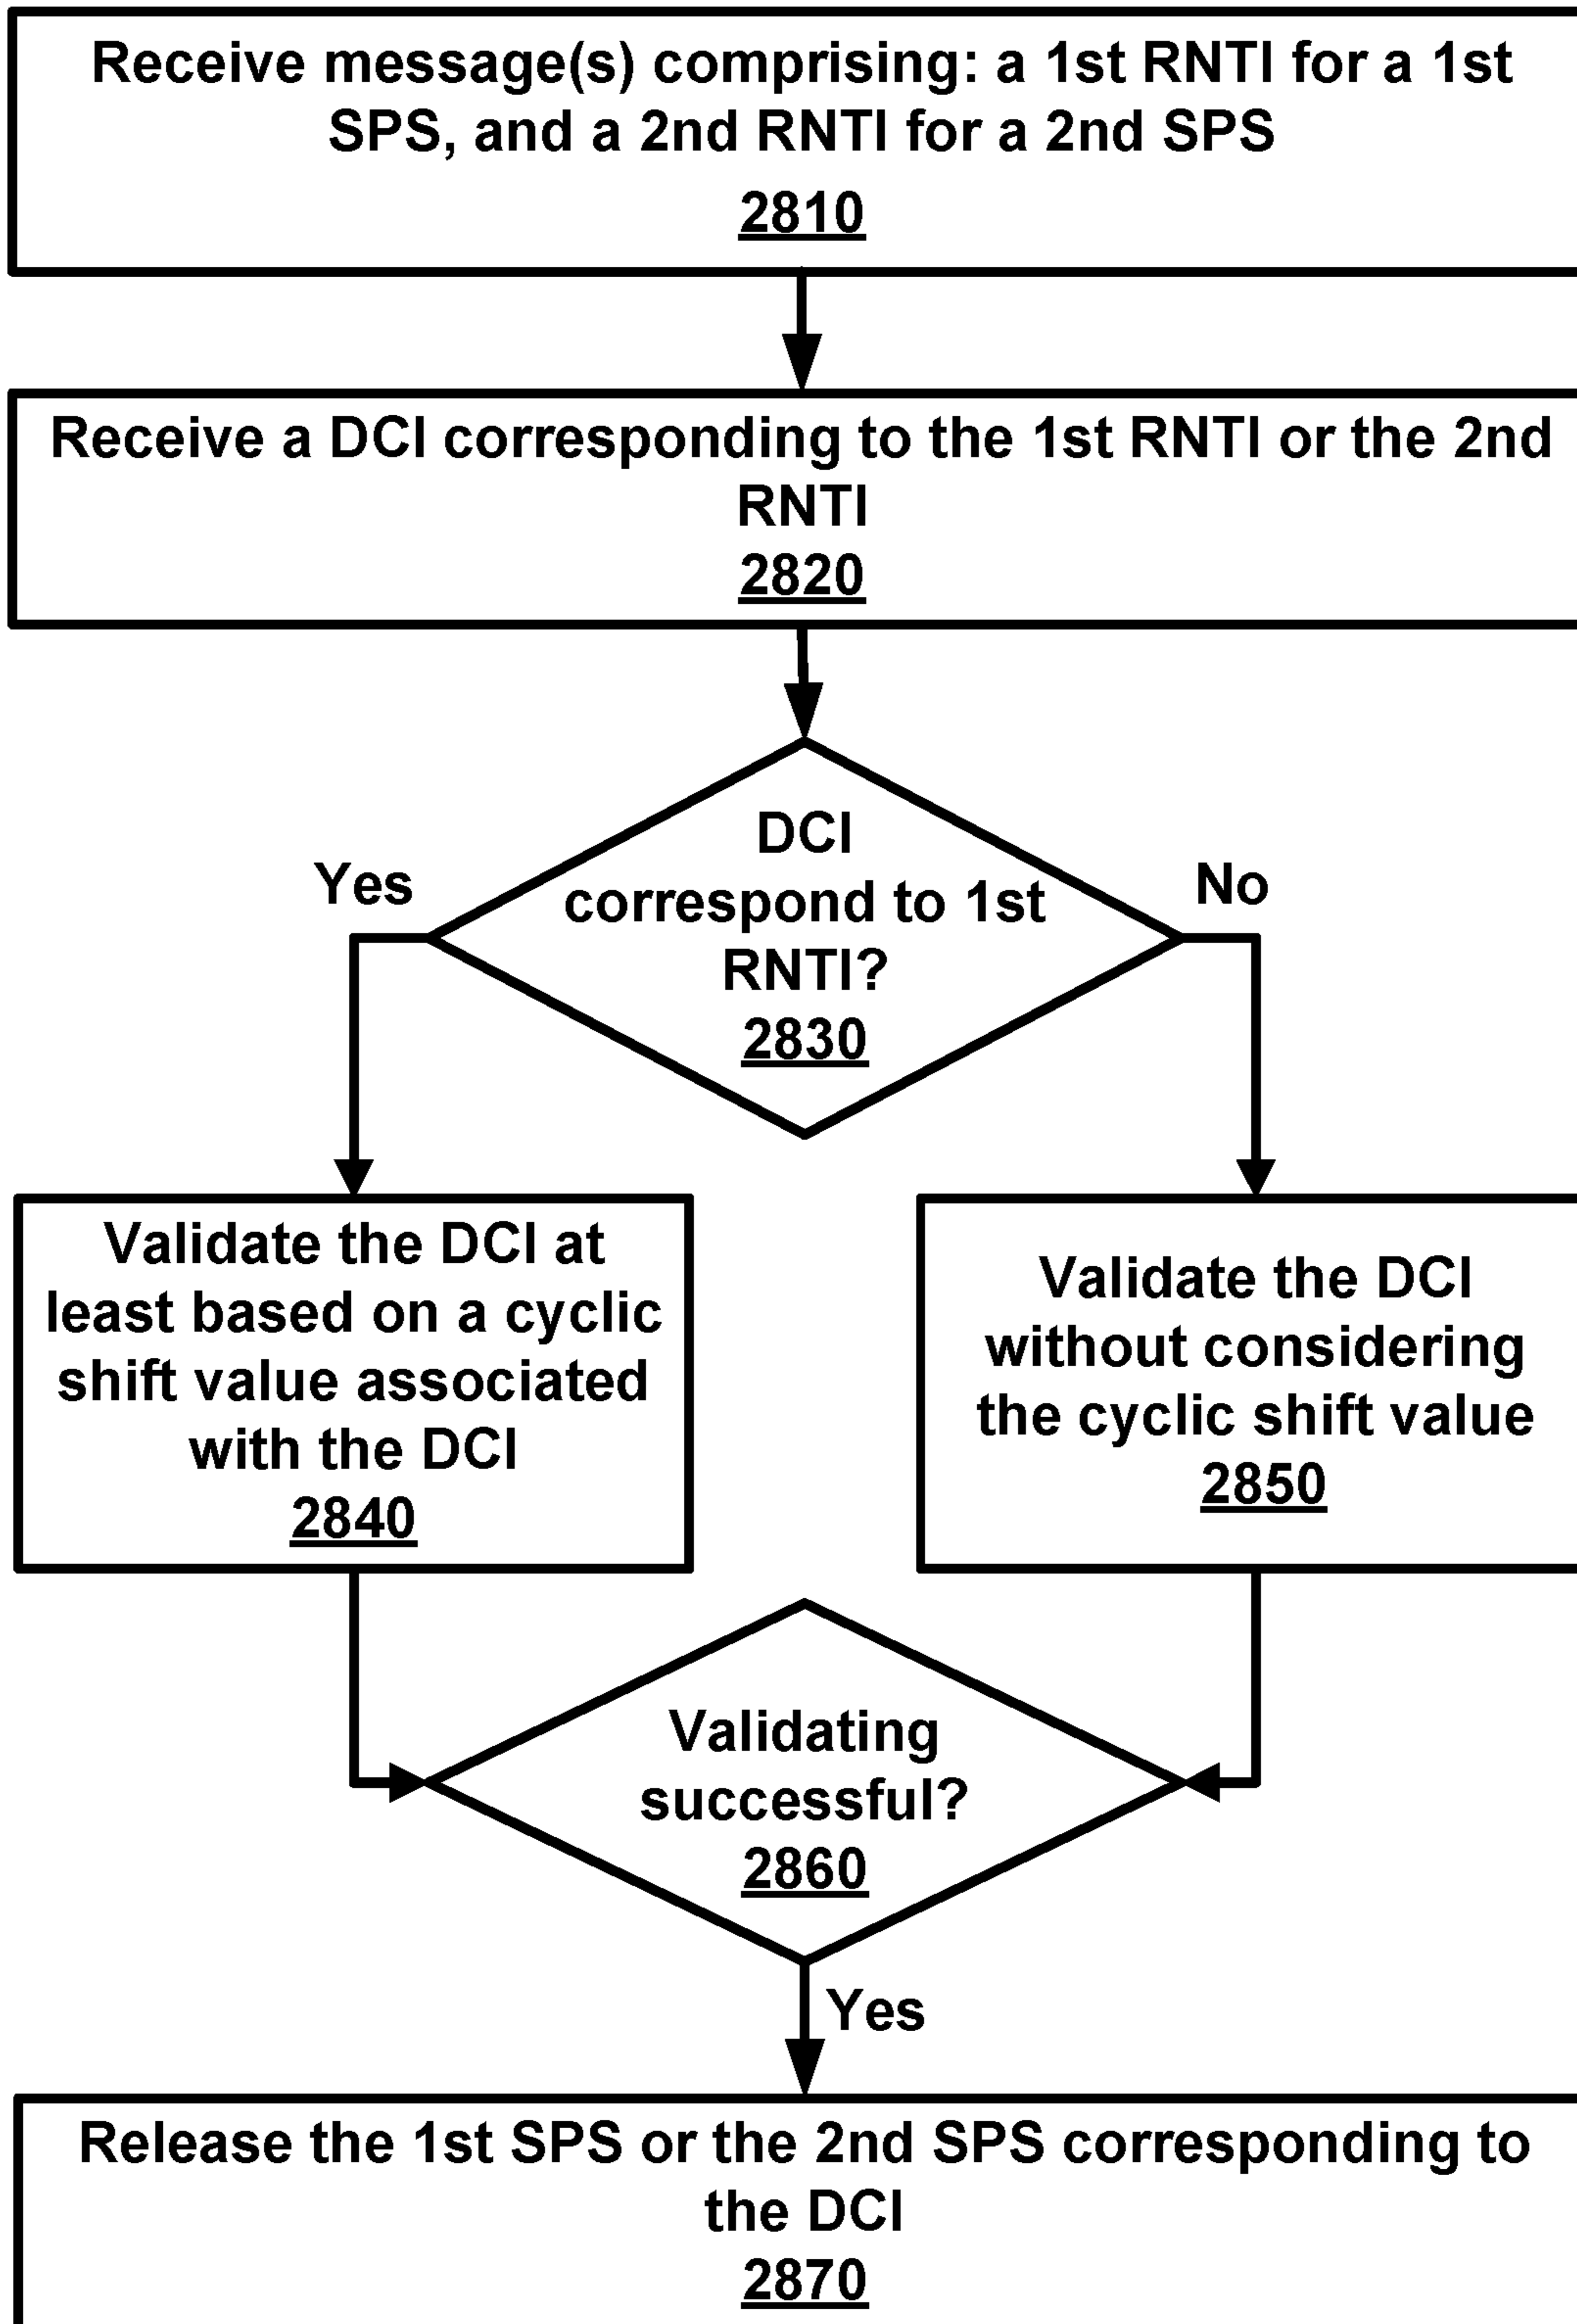 Receive message(s) comprising: a 1st RNTI for a 1st
SPS, and a 2nd RNTI for a 2nd SPS
2810
Receive a DCI corresponding to the 1st RNTI or the 2nd
RNTI
2820
DCI
correspond to 1st
RNTI?
2830
Yes
No
Validate the DCI at
least based on a cyclic
shift value associated
with the DCI
2840
Validate the DCI
without considering
the cyclic shift value
2850
Validating
successful?
2860
Yes
Release the 1st SPS or the 2nd SPS corresponding to
the DCI
2870